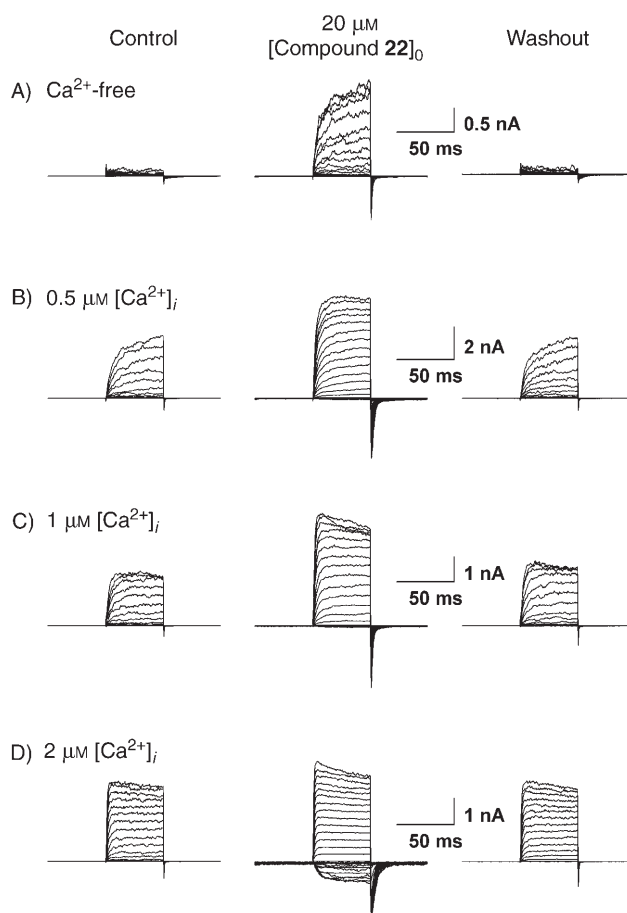 Control
20 μM
[Compound 22]₀
Washout
A) Ca²⁺-free
0.5 nA
50 ms
B) 0.5 μM [Ca²⁺]ᵢ
2 nA
50 ms
C) 1 μM [Ca²⁺]ᵢ
1 nA
50 ms
D) 2 μM [Ca²⁺]ᵢ
1 nA
50 ms